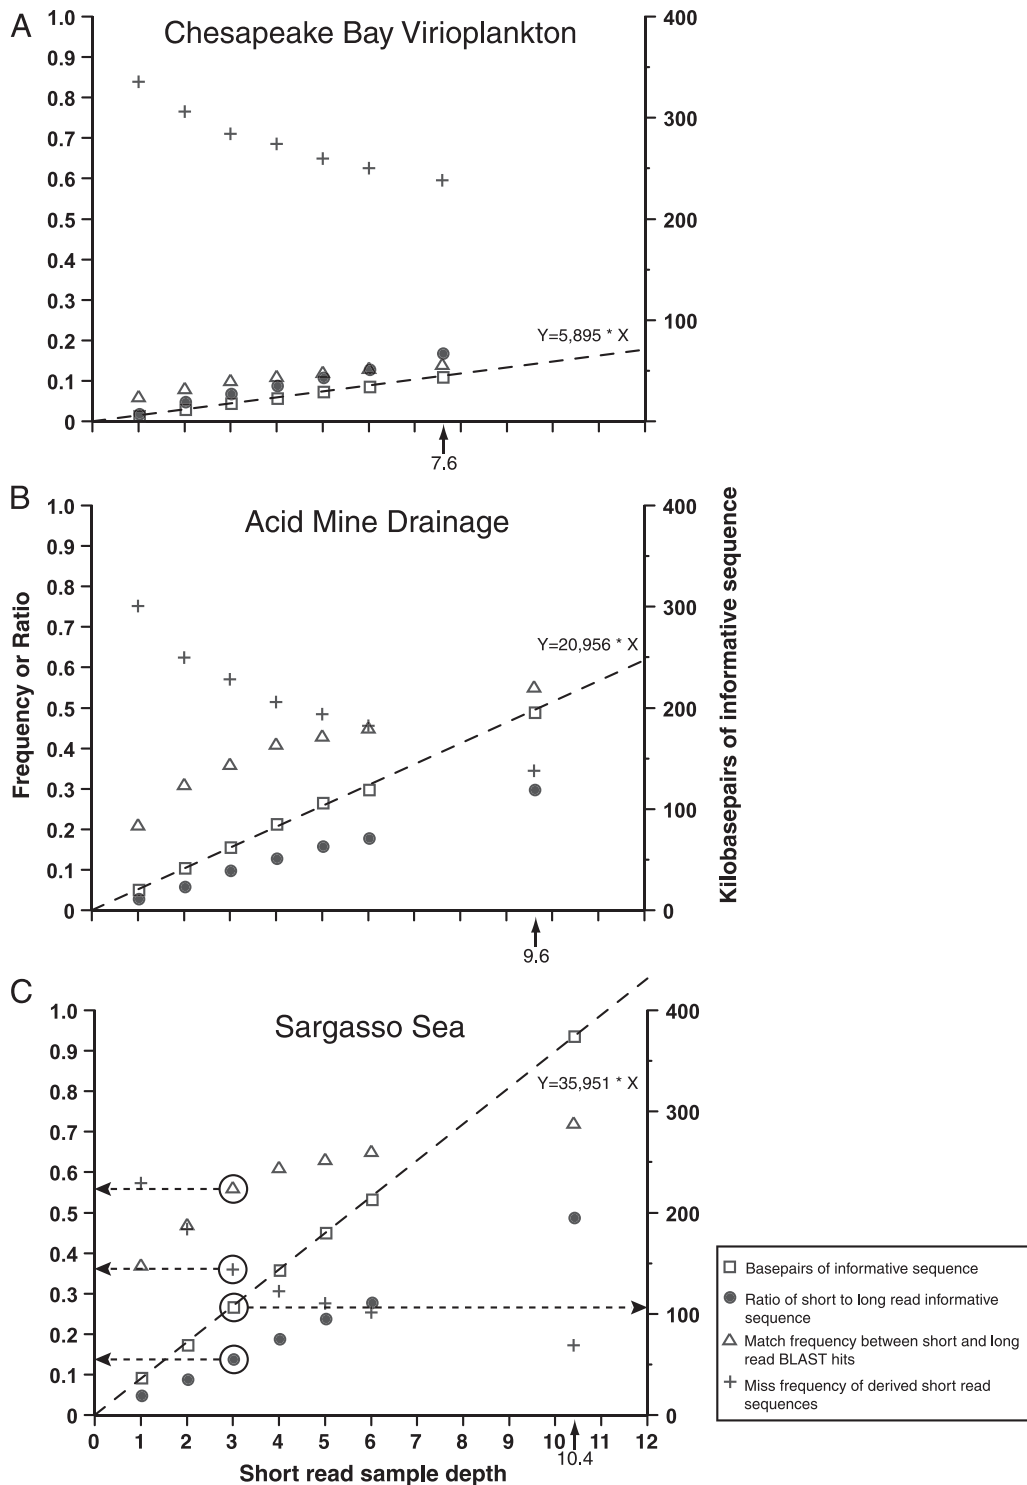 A
Chesapeake Bay Virioplankton
1.0
0.9
0.8
0.7
0.6
0.5
0.4
0.3
0.2
0.1
0
400
300
200
100
0
Y=5,895 * X
7.6
B
Acid Mine Drainage
1.0
0.9
0.8
0.7
0.6
0.5
0.4
0.3
0.2
0.1
0
400
300
200
100
0
Y=20,956 * X
9.6
Frequency or Ratio
Kilobasepairs of informative sequence
C
Sargasso Sea
1.0
0.9
0.8
0.7
0.6
0.5
0.4
0.3
0.2
0.1
0
400
300
200
100
0
Y=35,951 * X
0 1 2 3 4 5 6 7 8 9 10 11 12
10.4
Short read sample depth
Basepairs of informative sequence
Ratio of short to long read informative
sequence
Match frequency between short and long
read BLAST hits
Miss frequency of derived short read
sequences